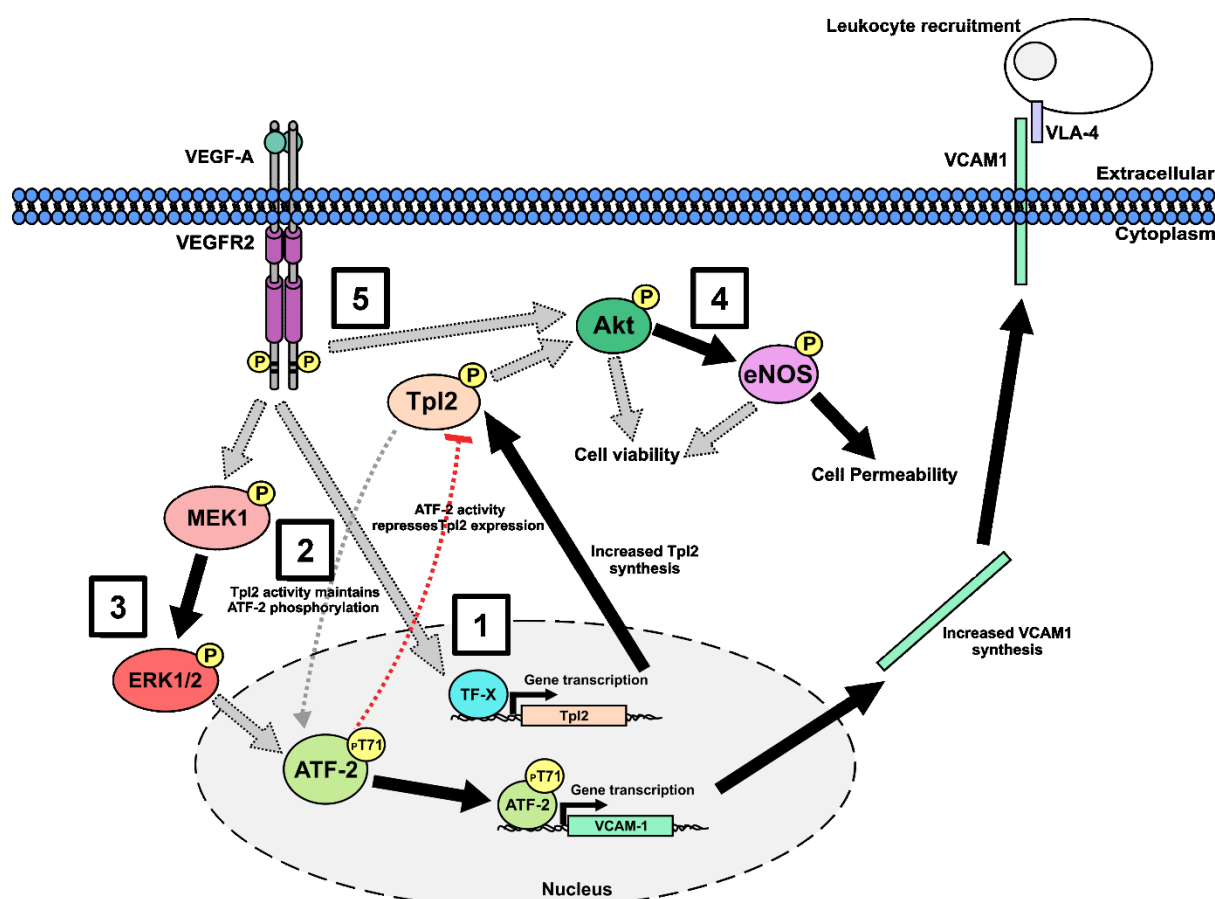 Leukocyte recruitment
VLA-4
VCAM1
VEGF-A
Extracellular
Cytoplasm
VEGFR2
5
4
P
Akt
P
eNOS
P
P
P
Tpl2
Cell viability
Cell Permeability
P
MEK1
2
ATF-2 activity
repressesTpl2 expression
Increased Tpl2
synthesis
Tpl2 activity maintains
ATF-2 phosphorylation
3
1
P
ERK1/2
Increased VCAM1
synthesis
TF-X
Gene transcription
Tpl2
pT71
ATF-2
pT71
ATF-2
Gene transcription
VCAM-1
Nucleus